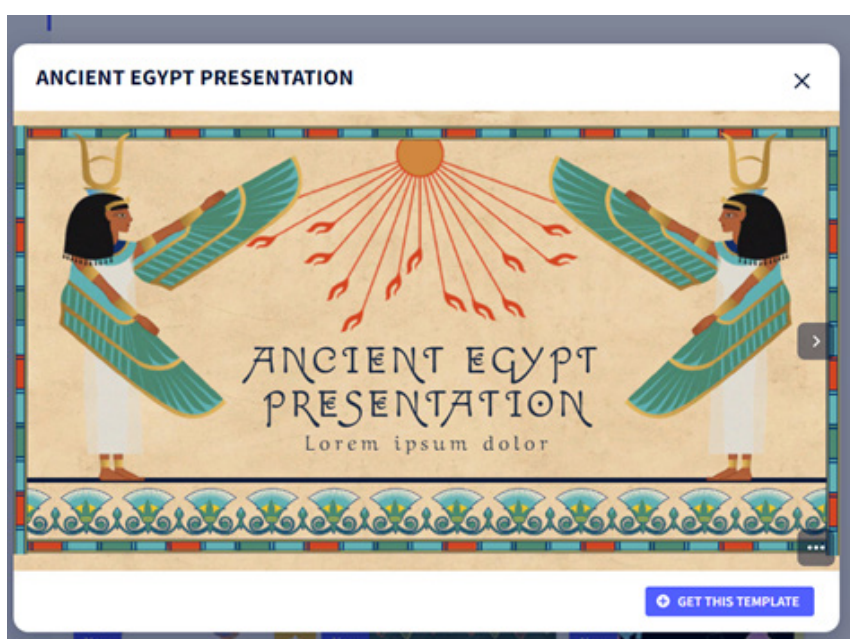 ANCIENT EGYPT PRESENTATION
ANCIENT EGYPT
PRESENTATION
Lorem ipsum dolor
GET THIS TEMPLATE